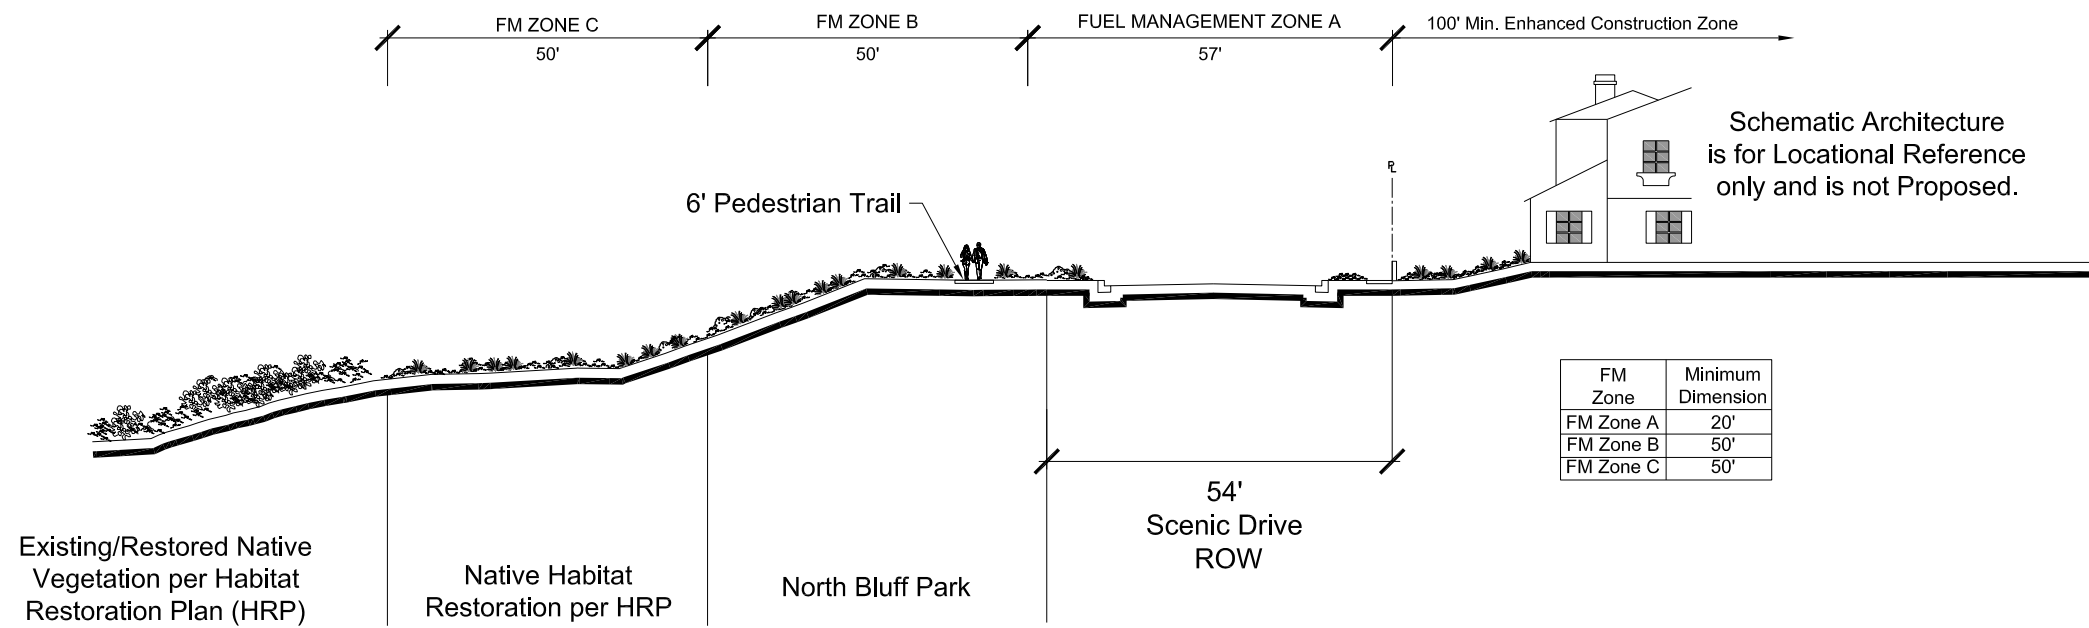 FM ZONE C
50'
FM ZONE B
50'
FUEL MANAGEMENT ZONE A
57'
100' Min. Enhanced Construction Zone
Schematic Architecture
is for Locational Reference
only and is not Proposed.
PL
6' Pedestrian Trail
FM
Zone
Minimum
Dimension
FM Zone A 20'
FM Zone B 50'
FM Zone C 50'
54'
Scenic Drive
ROW
Existing/Restored Native
Vegetation per Habitat
Restoration Plan (HRP)
Native Habitat
Restoration per HRP
North Bluff Park